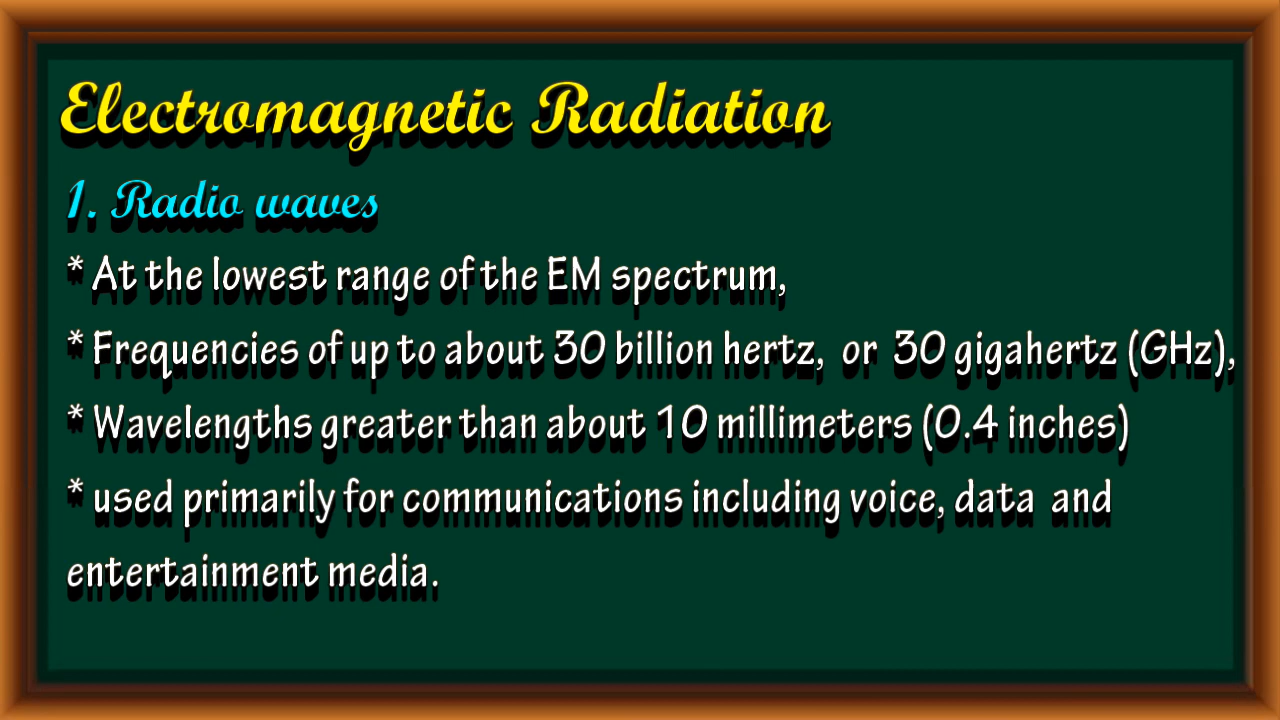 Electromagnetic Radiation
1. Radio waves
* At the lowest range of the EM spectrum,
* Frequencies of up to about 30 billion hertz, or 30 gigahertz (GHz),
* Wavelengths greater than about 10 millimeters (0.4 inches)
* used primarily for communications including voice, data and
entertainment media.